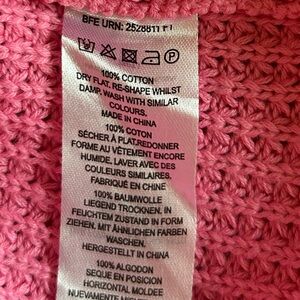 BFE URN: 2528811 P1
100% COTTON
DRY FLAT, RE-SHAPE WHILST
DAMP, WASH WITH SIMILAR
COLOURS.
MADE IN CHINA
100% COTON
SÉCHER À PLAT,REDONNER
FORME AU VÊTEMENT ENCORE
HUMIDE, LAVER AVEC DES
COULEURS SIMILAIRES.
FABRIQUÉ EN CHINE
100% BAUMWOLLE
LIEGEND TROCKNEN, IN
FEUCHTEM ZUSTAND IN FORM
ZIEHEN. MIT ÄHNLICHEN FARBEN
WASCHEN.
HERGESTELLT IN CHINA
100% ALGODON
SEQUE EN POSICION
HORIZONTAL MOLDEE
NUEVAMENTE